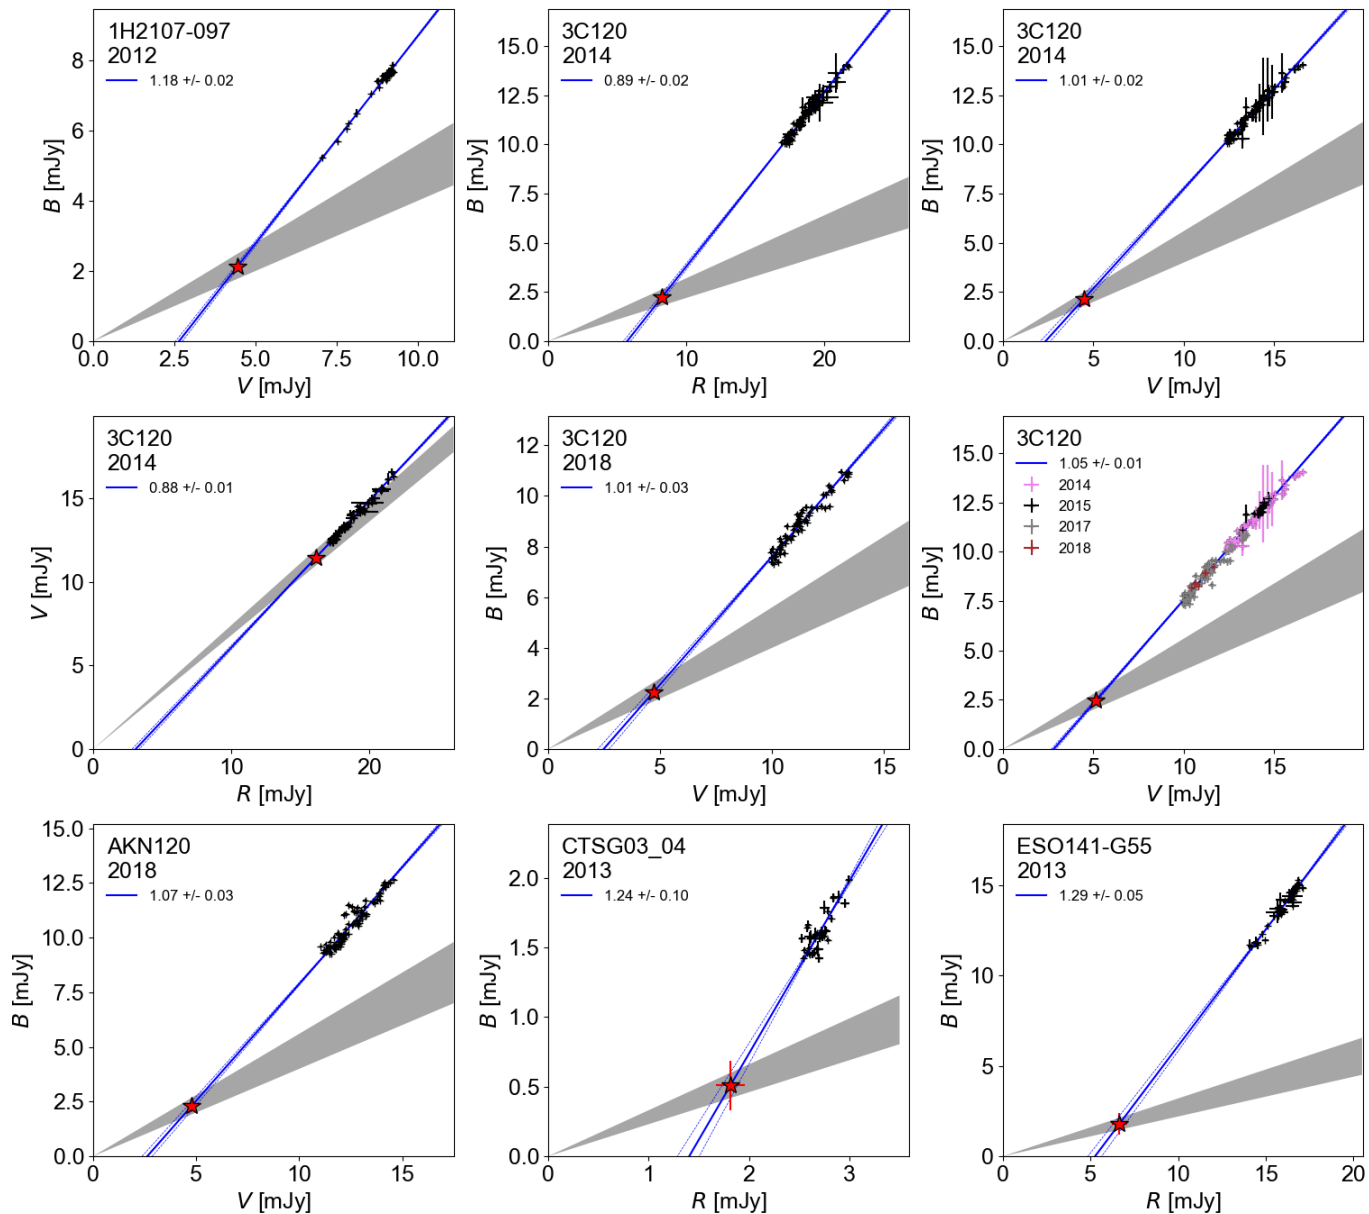 1H2107-097
2012
1.18 +/- 0.02
8
6
4
2
0
0.0 2.5 5.0 7.5 10.0
B [mJy]
V [mJy]
3C120
2014
0.89 +/- 0.02
15.0
12.5
10.0
7.5
5.0
2.5
0.0
0 10 20
B [mJy]
R [mJy]
3C120
2014
1.01 +/- 0.02
15.0
12.5
10.0
7.5
5.0
2.5
0.0
0 5 10 15
B [mJy]
V [mJy]
3C120
2014
0.88 +/- 0.01
15
10
5
0
0 10 20
V [mJy]
R [mJy]
3C120
2018
1.01 +/- 0.03
12
10
8
6
4
2
0
0 5 10 15
B [mJy]
V [mJy]
3C120
1.05 +/- 0.01
2014
2015
2017
2018
15.0
12.5
10.0
7.5
5.0
2.5
0.0
0 5 10 15
B [mJy]
V [mJy]
AKN120
2018
1.07 +/- 0.03
15.0
12.5
10.0
7.5
5.0
2.5
0.0
0 5 10 15
B [mJy]
V [mJy]
CTSG03_04
2013
1.24 +/- 0.10
2.0
1.5
1.0
0.5
0.0
0 1 2 3
B [mJy]
R [mJy]
ESO141-G55
2013
1.29 +/- 0.05
15
10
5
0
0 5 10 15 20
B [mJy]
R [mJy]